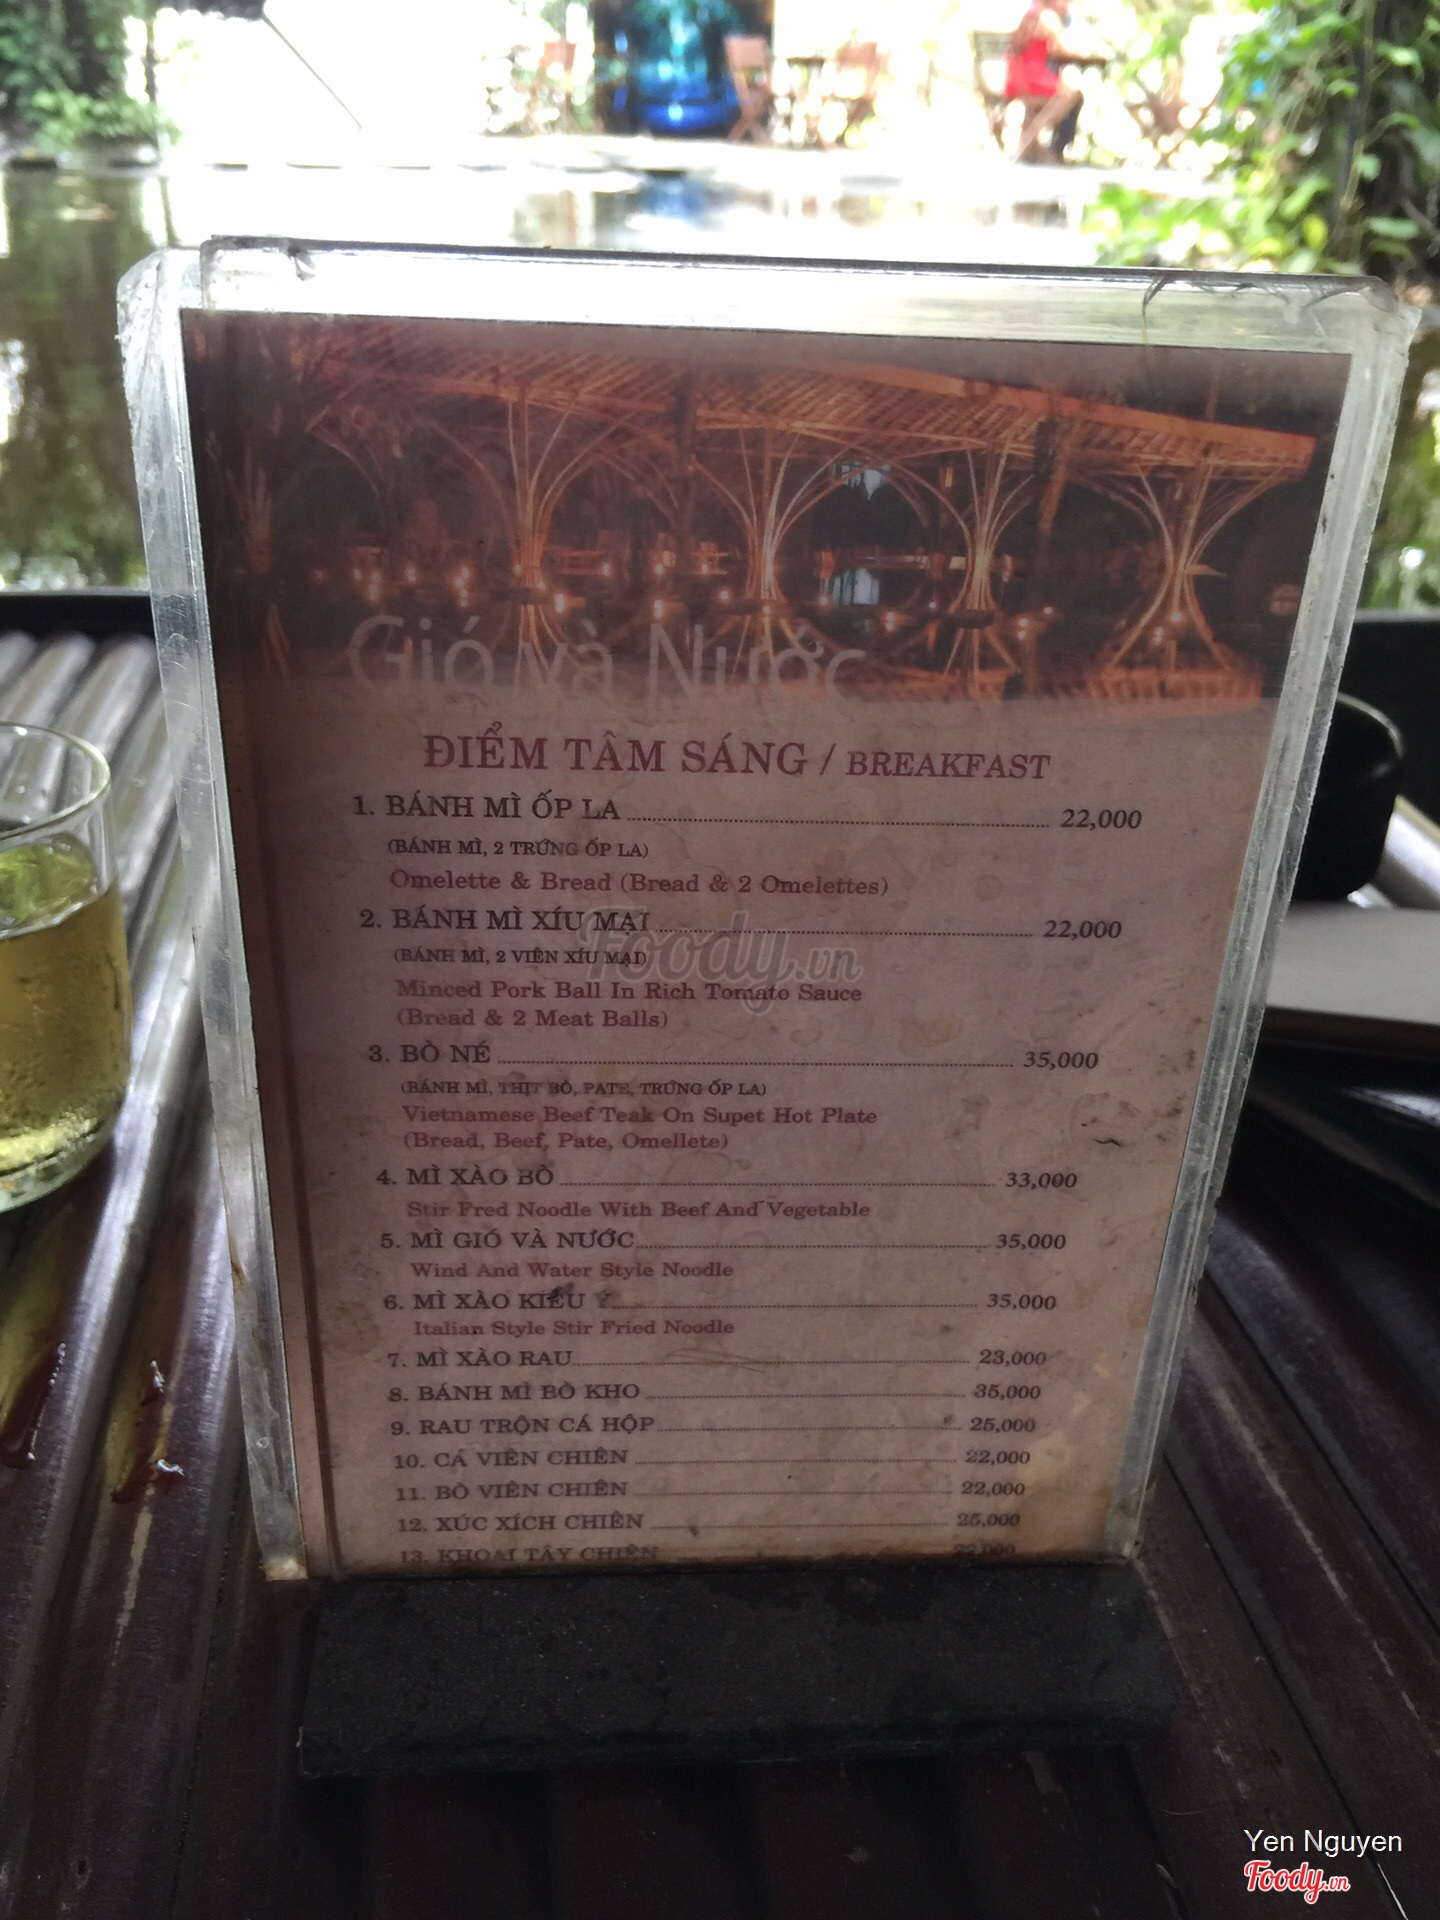 Gió và Nước
ĐIỂM TÂM SÁNG / BREAKFAST
1. BÁNH MÌ ỐP LA 22,000
(BÁNH MÌ, 2 TRỨNG ỐP LA)
Omelette & Bread (Bread & 2 Omelettes)
2. BÁNH MÌ XÍU MẠI 22,000
(BÁNH MÌ, 2 VIÊN XÍU MẠI)
Minced Pork Ball In Rich Tomato Sauce
(Bread & 2 Meat Balls)
3. BÒ NÉ 35,000
(BÁNH MÌ, THỊT BÒ, PATE, TRỨNG ỐP LA)
Vietnamese Beef Teak On Supet Hot Plate
(Bread, Beef, Pate, Omellete)
4. MÌ XÀO BÒ 33,000
Stir Fred Noodle With Beef And Vegetable
5. MÌ GIÓ VÀ NƯỚC 35,000
Wind And Water Style Noodle
6. MÌ XÀO KIỂU Ý 35,000
Italian Style Stir Fried Noodle
7. MÌ XÀO RAU 23,000
8. BÁNH MÌ BÒ KHO 35,000
9. RAU TRỘN CÁ HỘP 25,000
10. CÁ VIÊN CHIÊN 22,000
11. BÒ VIÊN CHIÊN 22,000
12. XÚC XÍCH CHIÊN 25,000
13. KHOAI TÂY CHIÊN 22,000
Foody.vn
Yen Nguyen
Foody.vn